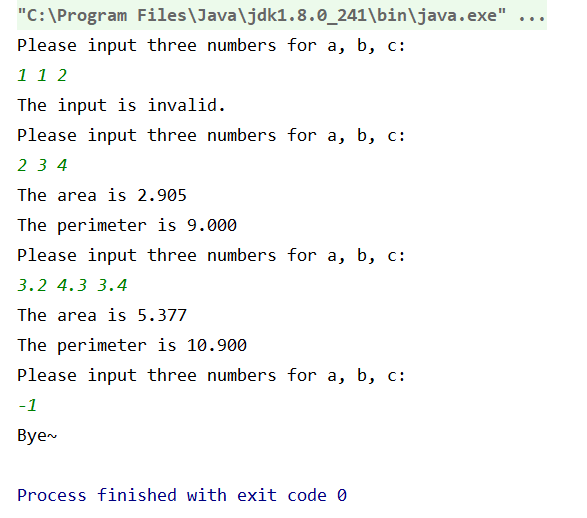 "C:\Program Files\Java\jdk1.8.0_241\bin\java.exe" ...
Please input three numbers for a, b, c:
1 1 2
The input is invalid.
Please input three numbers for a, b, c:
2 3 4
The area is 2.905
The perimeter is 9.000
Please input three numbers for a, b, c:
3.2 4.3 3.4
The area is 5.377
The perimeter is 10.900
Please input three numbers for a, b, c:
-1
Bye~
Process finished with exit code 0